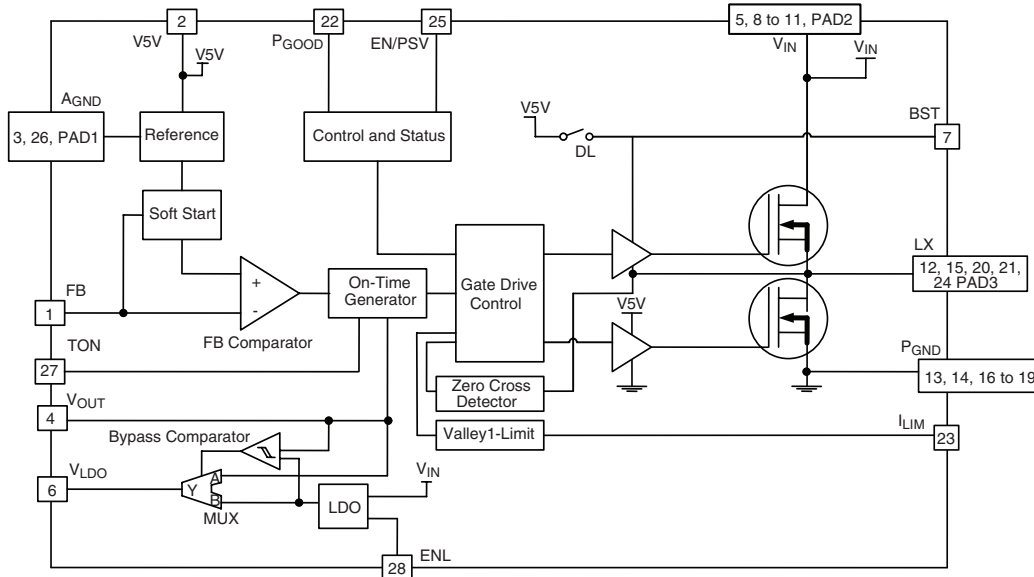 2
22
25
5, 8 to 11, PAD2
V5V
PGOOD
EN/PSV
VIN
VIN
V5V
AGND
3, 26, PAD1
Reference
Control and Status
V5V
DL
BST
7
Soft Start
LX
12, 15, 20, 21,
24 PAD3
FB
1
+
-
FB Comparator
On-Time
Generator
Gate Drive
Control
V5V
TON
27
PGND
13, 14, 16 to 19
Zero Cross
Detector
VOUT
4
Bypass Comparator
Valley1-Limit
ILIM
23
VLDO
6
Y
A
B
MUX
LDO
VIN
ENL
28